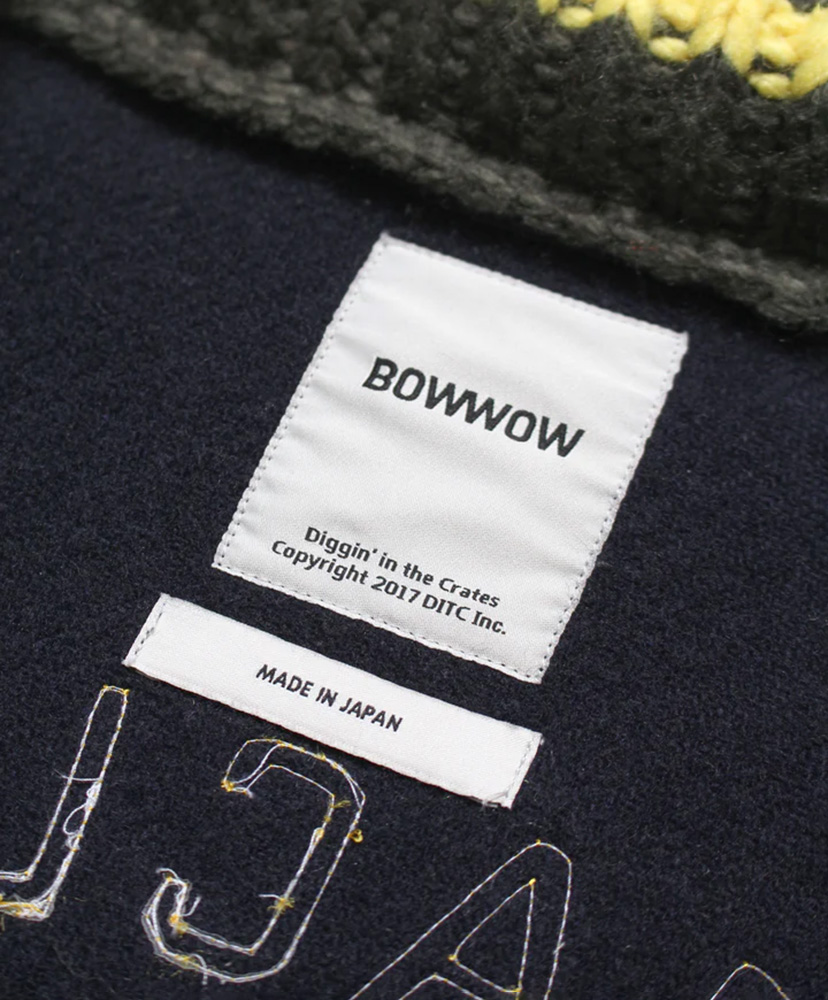 BOWWOW
Diggin' in the Crates
Copyright 2017 DITC Inc.
MADE IN JAPAN